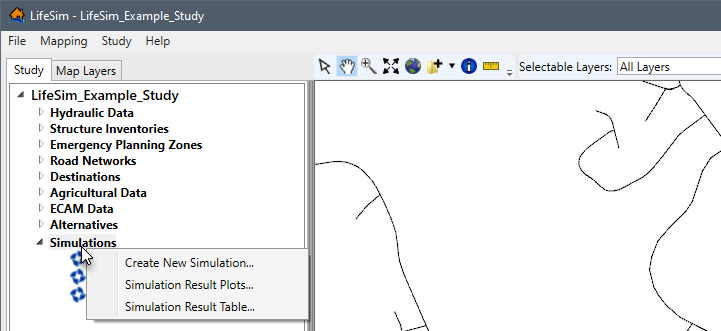 LifeSim - LifeSim_Example_Study
File Mapping Study Help
Study Map Layers
Selectable Layers: All Layers
LifeSim_Example_Study
Hydraulic Data
Structure Inventories
Emergency Planning Zones
Road Networks
Destinations
Agricultural Data
ECAM Data
Alternatives
Simulations
Create New Simulation...
Simulation Result Plots...
Simulation Result Table...